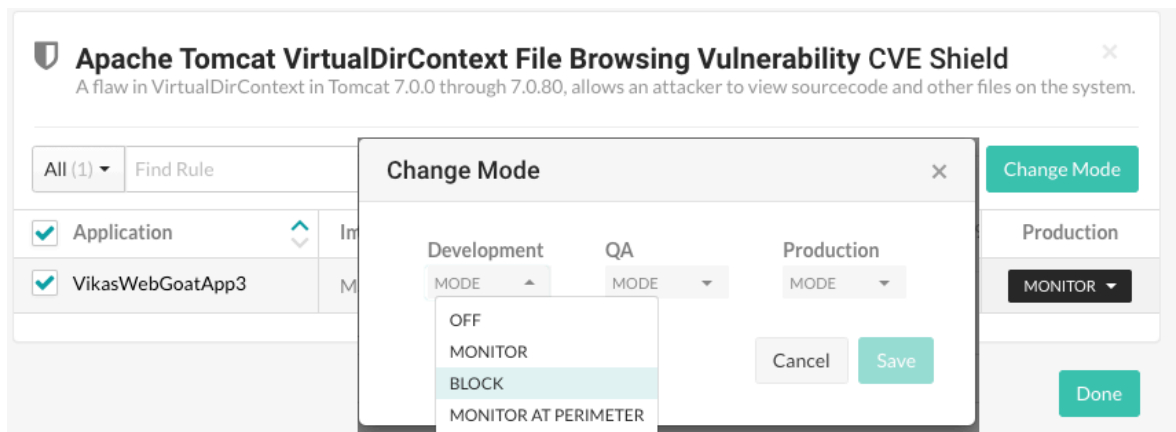 Apache Tomcat VirtualDirContext File Browsing Vulnerability CVE Shield
A flaw in VirtualDirContext in Tomcat 7.0.0 through 7.0.80, allows an attacker to view sourcecode and other files on the system.
All (1) Find Rule
Change Mode
Change Mode
Application
Production
VikasWebGoatApp3
MONITOR
Development QA Production
MODE MODE MODE
OFF
MONITOR
BLOCK
MONITOR AT PERIMETER
Cancel Save
Done